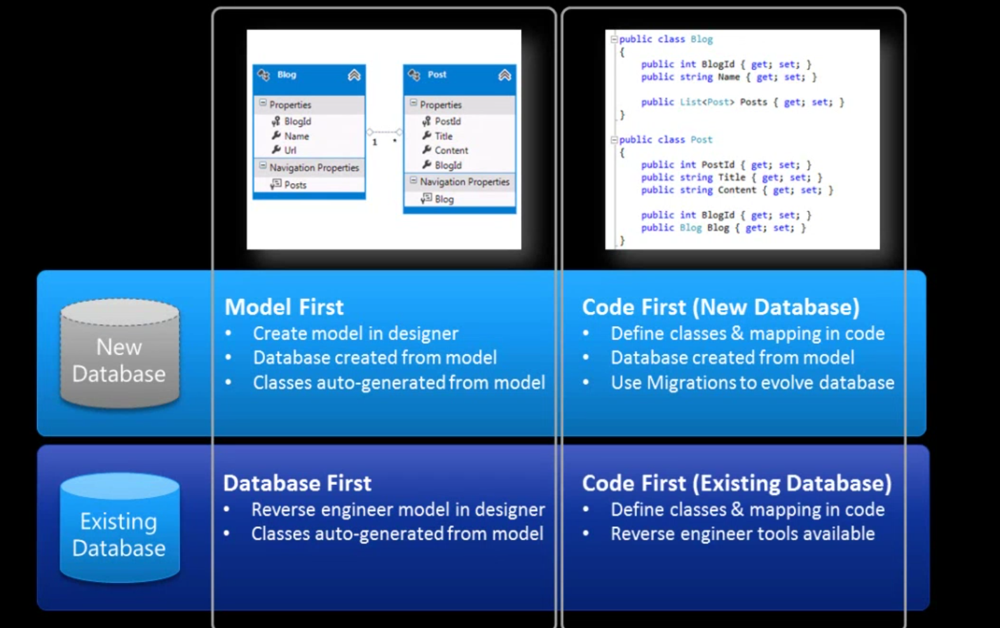 Blog
Properties
BlogId
Name
Url
Navigation Properties
Posts
1
*
Post
Properties
PostId
Title
Content
BlogId
Navigation Properties
Blog
public class Blog
{
public int BlogId { get; set; }
public string Name { get; set; }
public List<Post> Posts { get; set; }
}
public class Post
{
public int PostId { get; set; }
public string Title { get; set; }
public string Content { get; set; }
public int BlogId { get; set; }
public Blog Blog { get; set; }
}
New
Database
Model First
• Create model in designer
• Database created from model
• Classes auto-generated from model
Code First (New Database)
• Define classes & mapping in code
• Database created from model
• Use Migrations to evolve database
Existing
Database
Database First
• Reverse engineer model in designer
• Classes auto-generated from model
Code First (Existing Database)
• Define classes & mapping in code
• Reverse engineer tools available